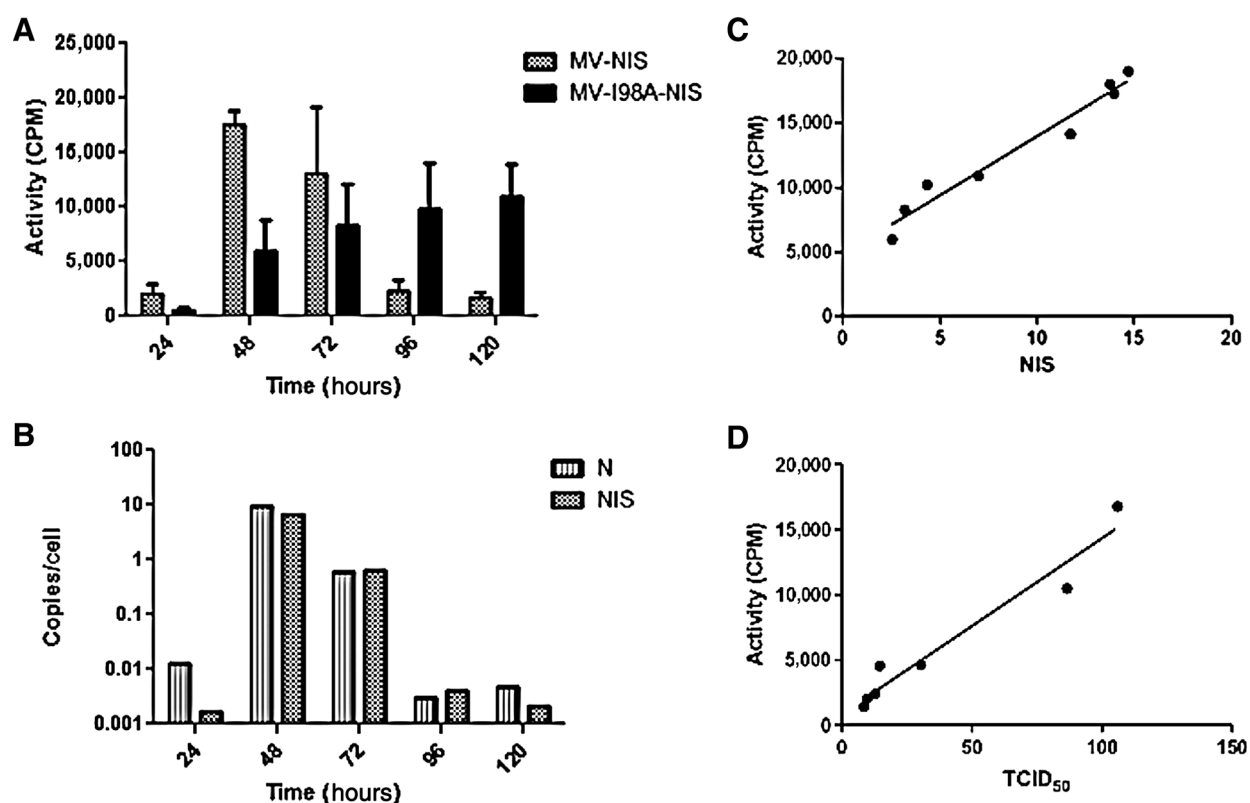 A
Activity (CPM)
25,000
20,000
15,000
10,000
5,000
0
24
48
72
96
120
Time (hours)
MV-NIS
MV-I98A-NIS
B
Copies/cell
100
10
1
0.1
0.01
0.001
24
48
72
96
120
Time (hours)
N
NIS
C
Activity (CPM)
20,000
15,000
10,000
5,000
0
0
5
10
15
20
NIS
D
Activity (CPM)
20,000
15,000
10,000
5,000
0
0
50
100
150
TCID50